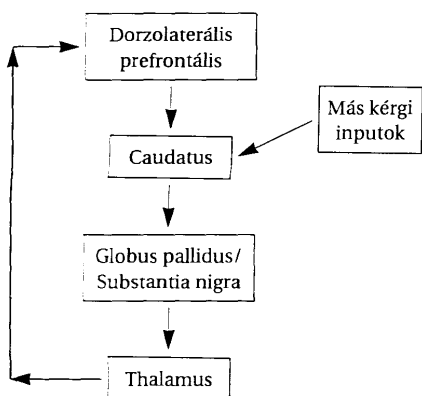 Dorzolaterális
prefrontális
Más kérgi
inputok
Caudatus
Globus pallidus/
Substantia nigra
Thalamus